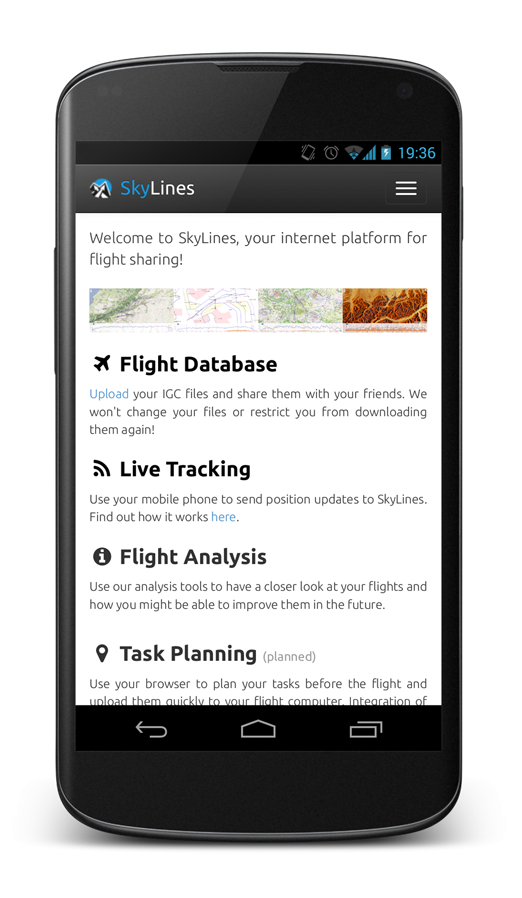 19:36
SkyLines
Welcome to SkyLines, your internet platform for
flight sharing!
Flight Database
Upload your IGC files and share them with your friends. We
won't change your files or restrict you from downloading
them again!
Live Tracking
Use your mobile phone to send position updates to SkyLines.
Find out how it works here.
Flight Analysis
Use our analysis tools to have a closer look at your flights and
how you might be able to improve them in the future.
Task Planning (planned)
Use your browser to plan your tasks before the flight and
upload them quickly to your flight computer. Integration of